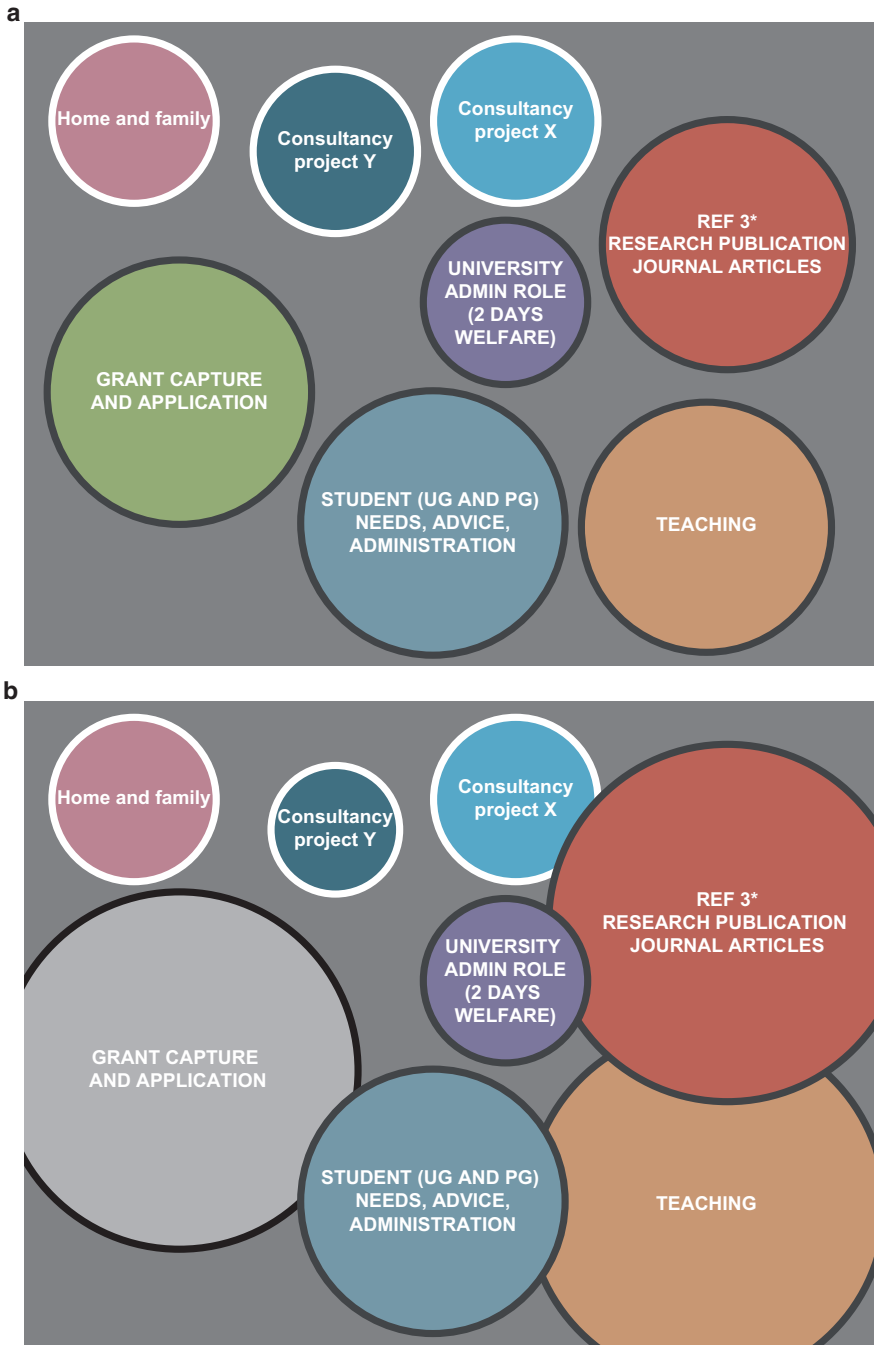 a
Home and family
Consultancy
project Y
Consultancy
project X
REF 3*
RESEARCH PUBLICATION
JOURNAL ARTICLES
UNIVERSITY
ADMIN ROLE
(2 DAYS
WELFARE)
GRANT CAPTURE
AND APPLICATION
STUDENT (UG AND PG)
NEEDS, ADVICE,
ADMINISTRATION
TEACHING
b
Home and family
Consultancy
project Y
Consultancy
project X
REF 3*
RESEARCH PUBLICATION
JOURNAL ARTICLES
UNIVERSITY
ADMIN ROLE
(2 DAYS
WELFARE)
GRANT CAPTURE
AND APPLICATION
STUDENT (UG AND PG)
NEEDS, ADVICE,
ADMINISTRATION
TEACHING